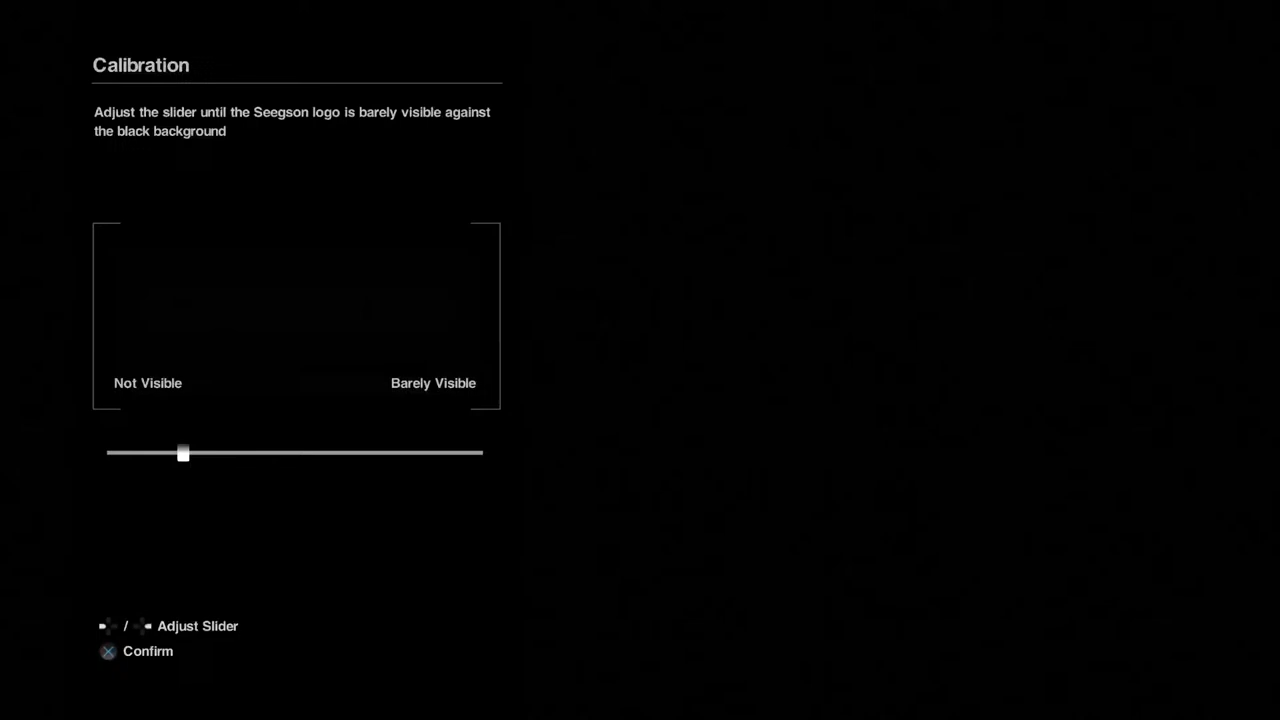 Calibration
Adjust the slider until the Seegson logo is barely visible against
the black background
Not Visible
Barely Visible
/ Adjust Slider
Confirm